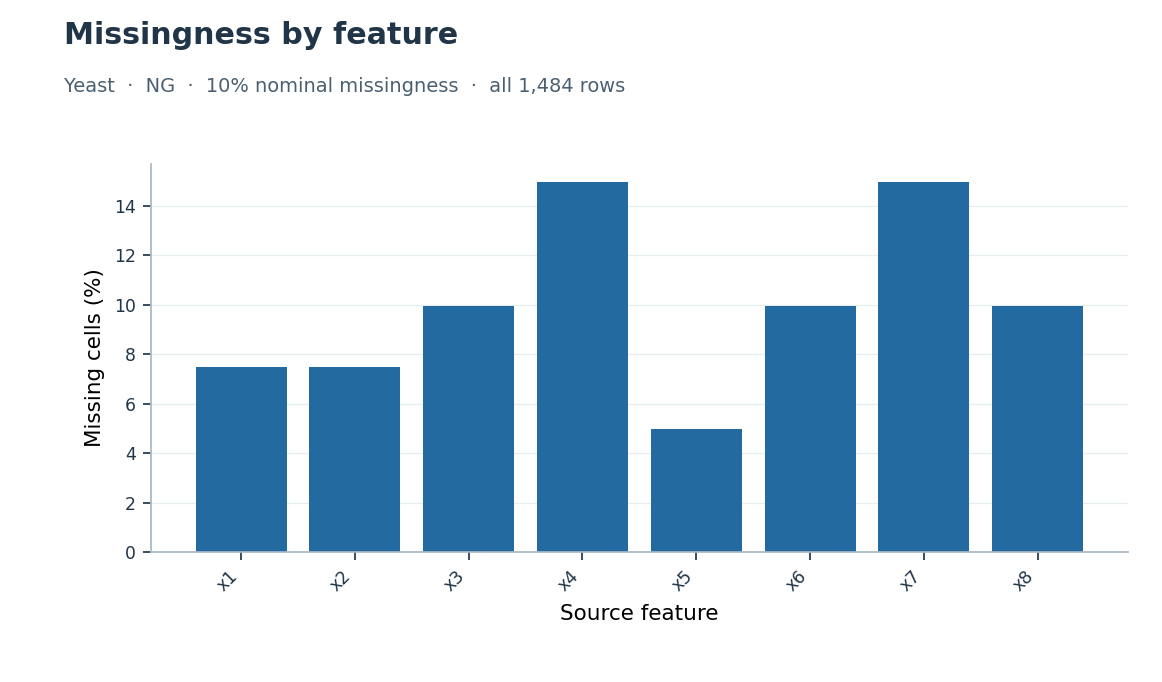 Missingness by feature
Yeast · NG · 10% nominal missingness · all 1,484 rows
Missing cells (%)
14
12
10
8
6
4
2
0
x1 x2 x3 x4 x5 x6 x7 x8
Source feature